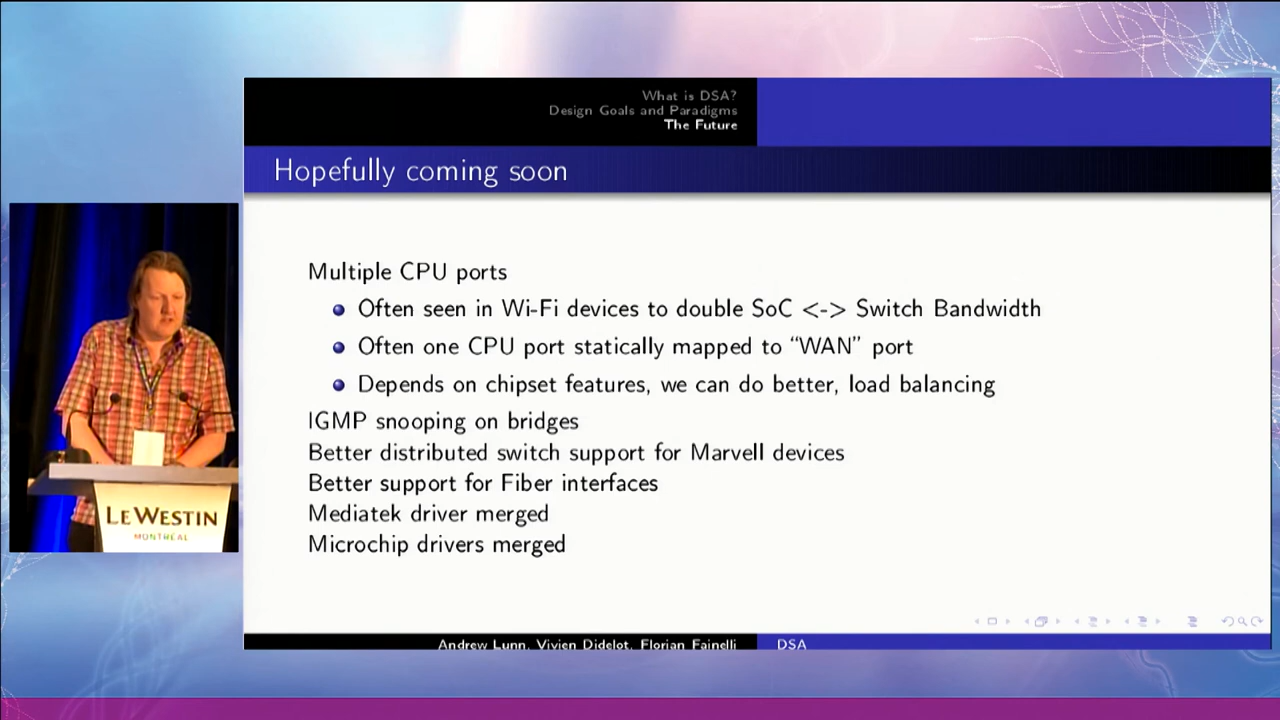 What is DSA?
Design Goals and Paradigms
The Future
Hopefully coming soon
Multiple CPU ports
Often seen in Wi-Fi devices to double SoC <-> Switch Bandwidth
Often one CPU port statically mapped to “WAN” port
Depends on chipset features, we can do better, load balancing
IGMP snooping on bridges
Better distributed switch support for Marvell devices
Better support for Fiber interfaces
Mediatek driver merged
Microchip drivers merged
Andrew Lunn, Vivien Didelot, Florian Fainelli
DSA
LE WESTIN
MONTRÉAL